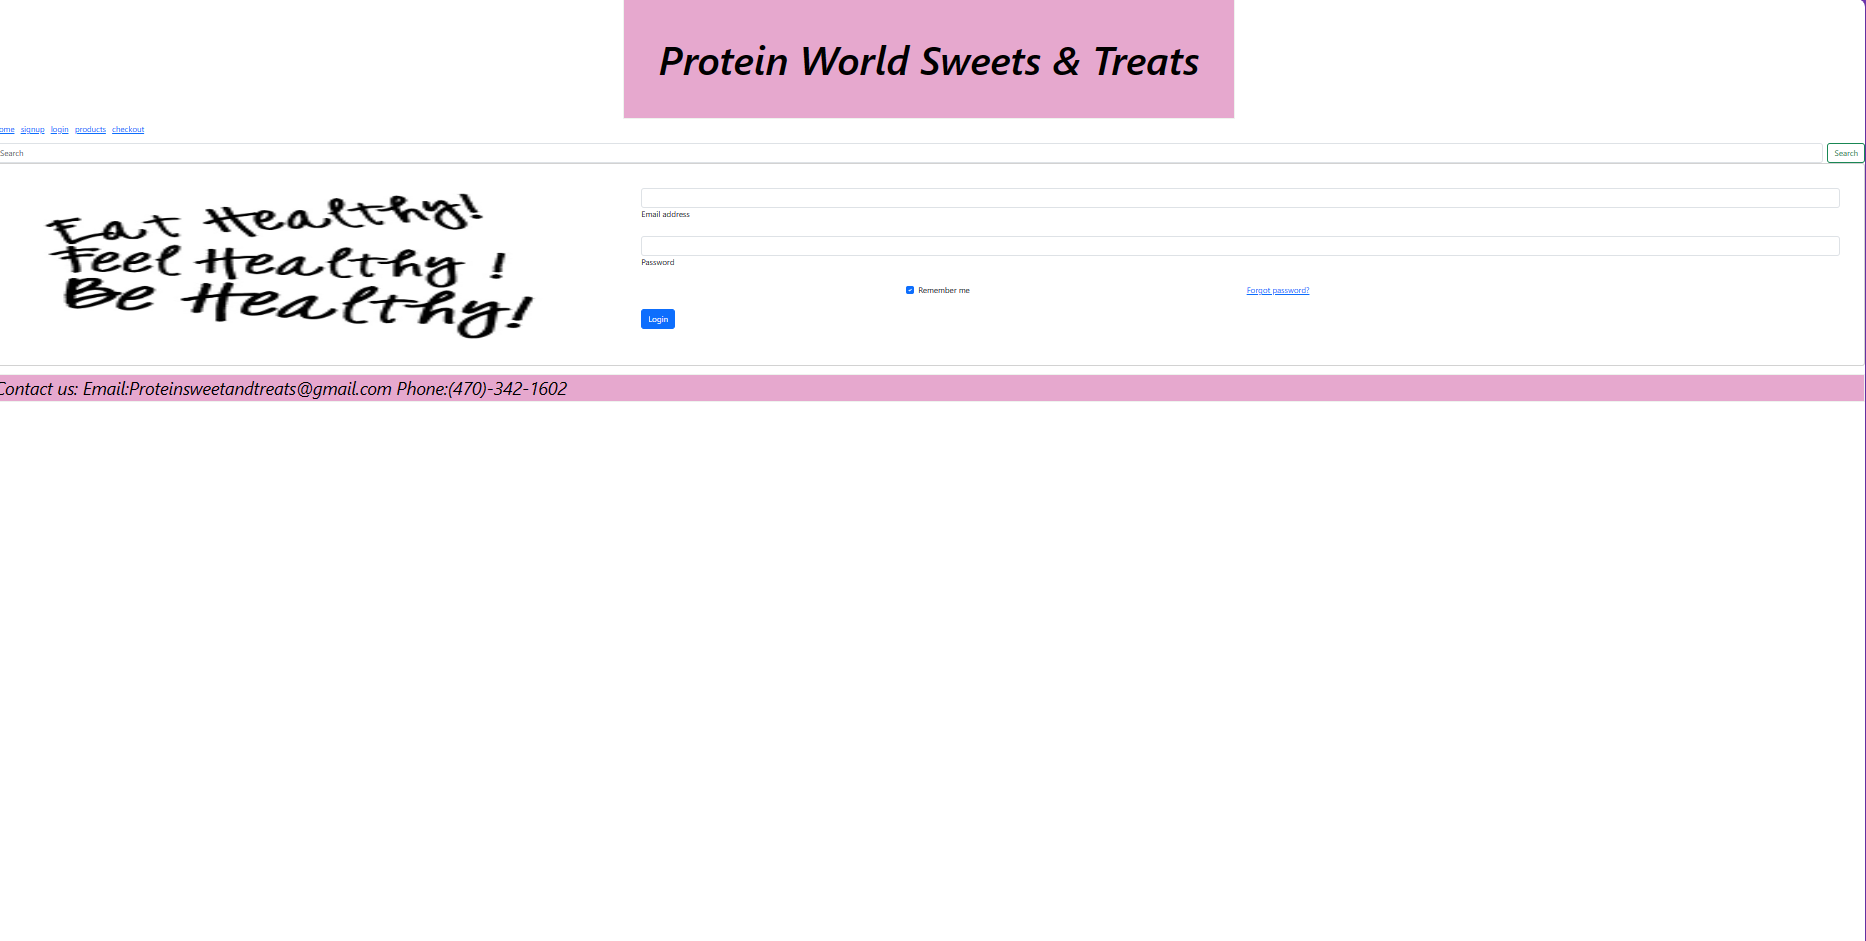 Protein World Sweets & Treats
ome signup login products checkout
Search Search
Eat Healthy!
Feel Healthy !
Be Healthy!
Email address
Password
Remember me Forgot password?
Login
Contact us: Email:Proteinsweetandtreats@gmail.com Phone:(470)-342-1602